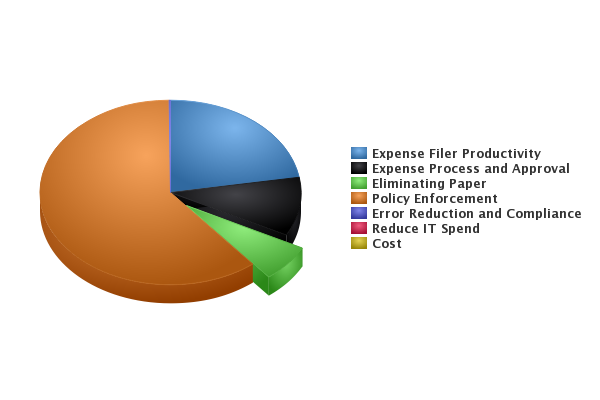 Expense Filer Productivity
Expense Process and Approval
Eliminating Paper
Policy Enforcement
Error Reduction and Compliance
Reduce IT Spend
Cost